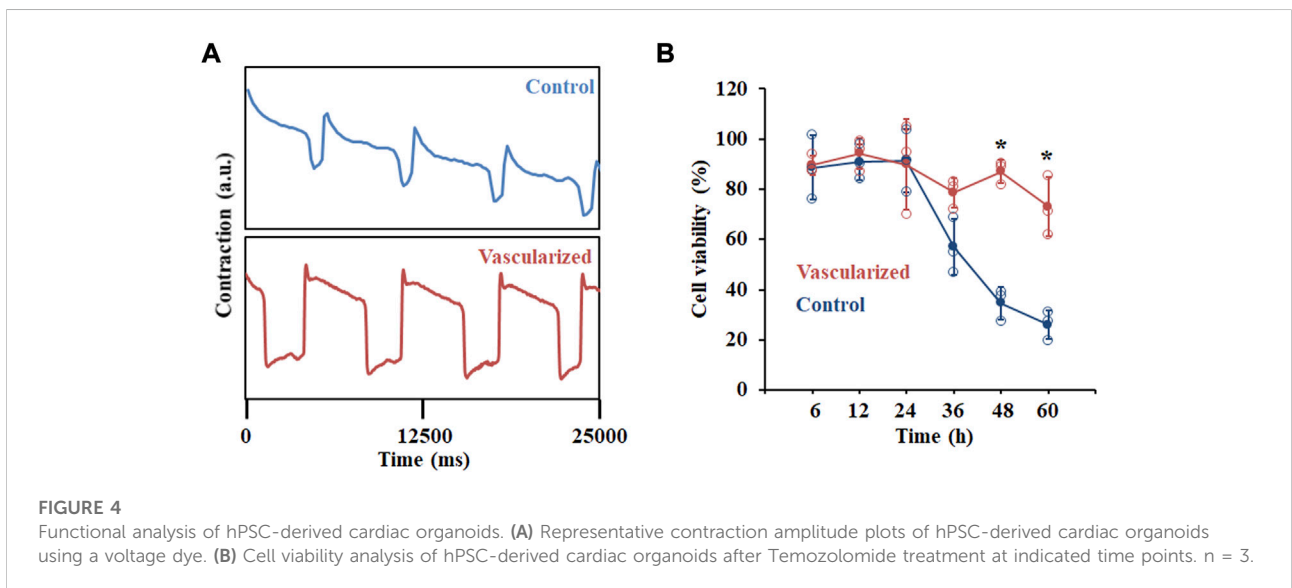 A
Control
Vascularized
Contraction (a.u.)
0
12500
25000
Time (ms)
B
120
100
80
60
40
20
0
Cell viability (%)
*
*
Vascularized
Control
6
12
24
36
48
60
Time (h)
FIGURE 4
Functional analysis of hPSC-derived cardiac organoids. (A) Representative contraction amplitude plots of hPSC-derived cardiac organoids
using a voltage dye. (B) Cell viability analysis of hPSC-derived cardiac organoids after Temozolomide treatment at indicated time points. n = 3.